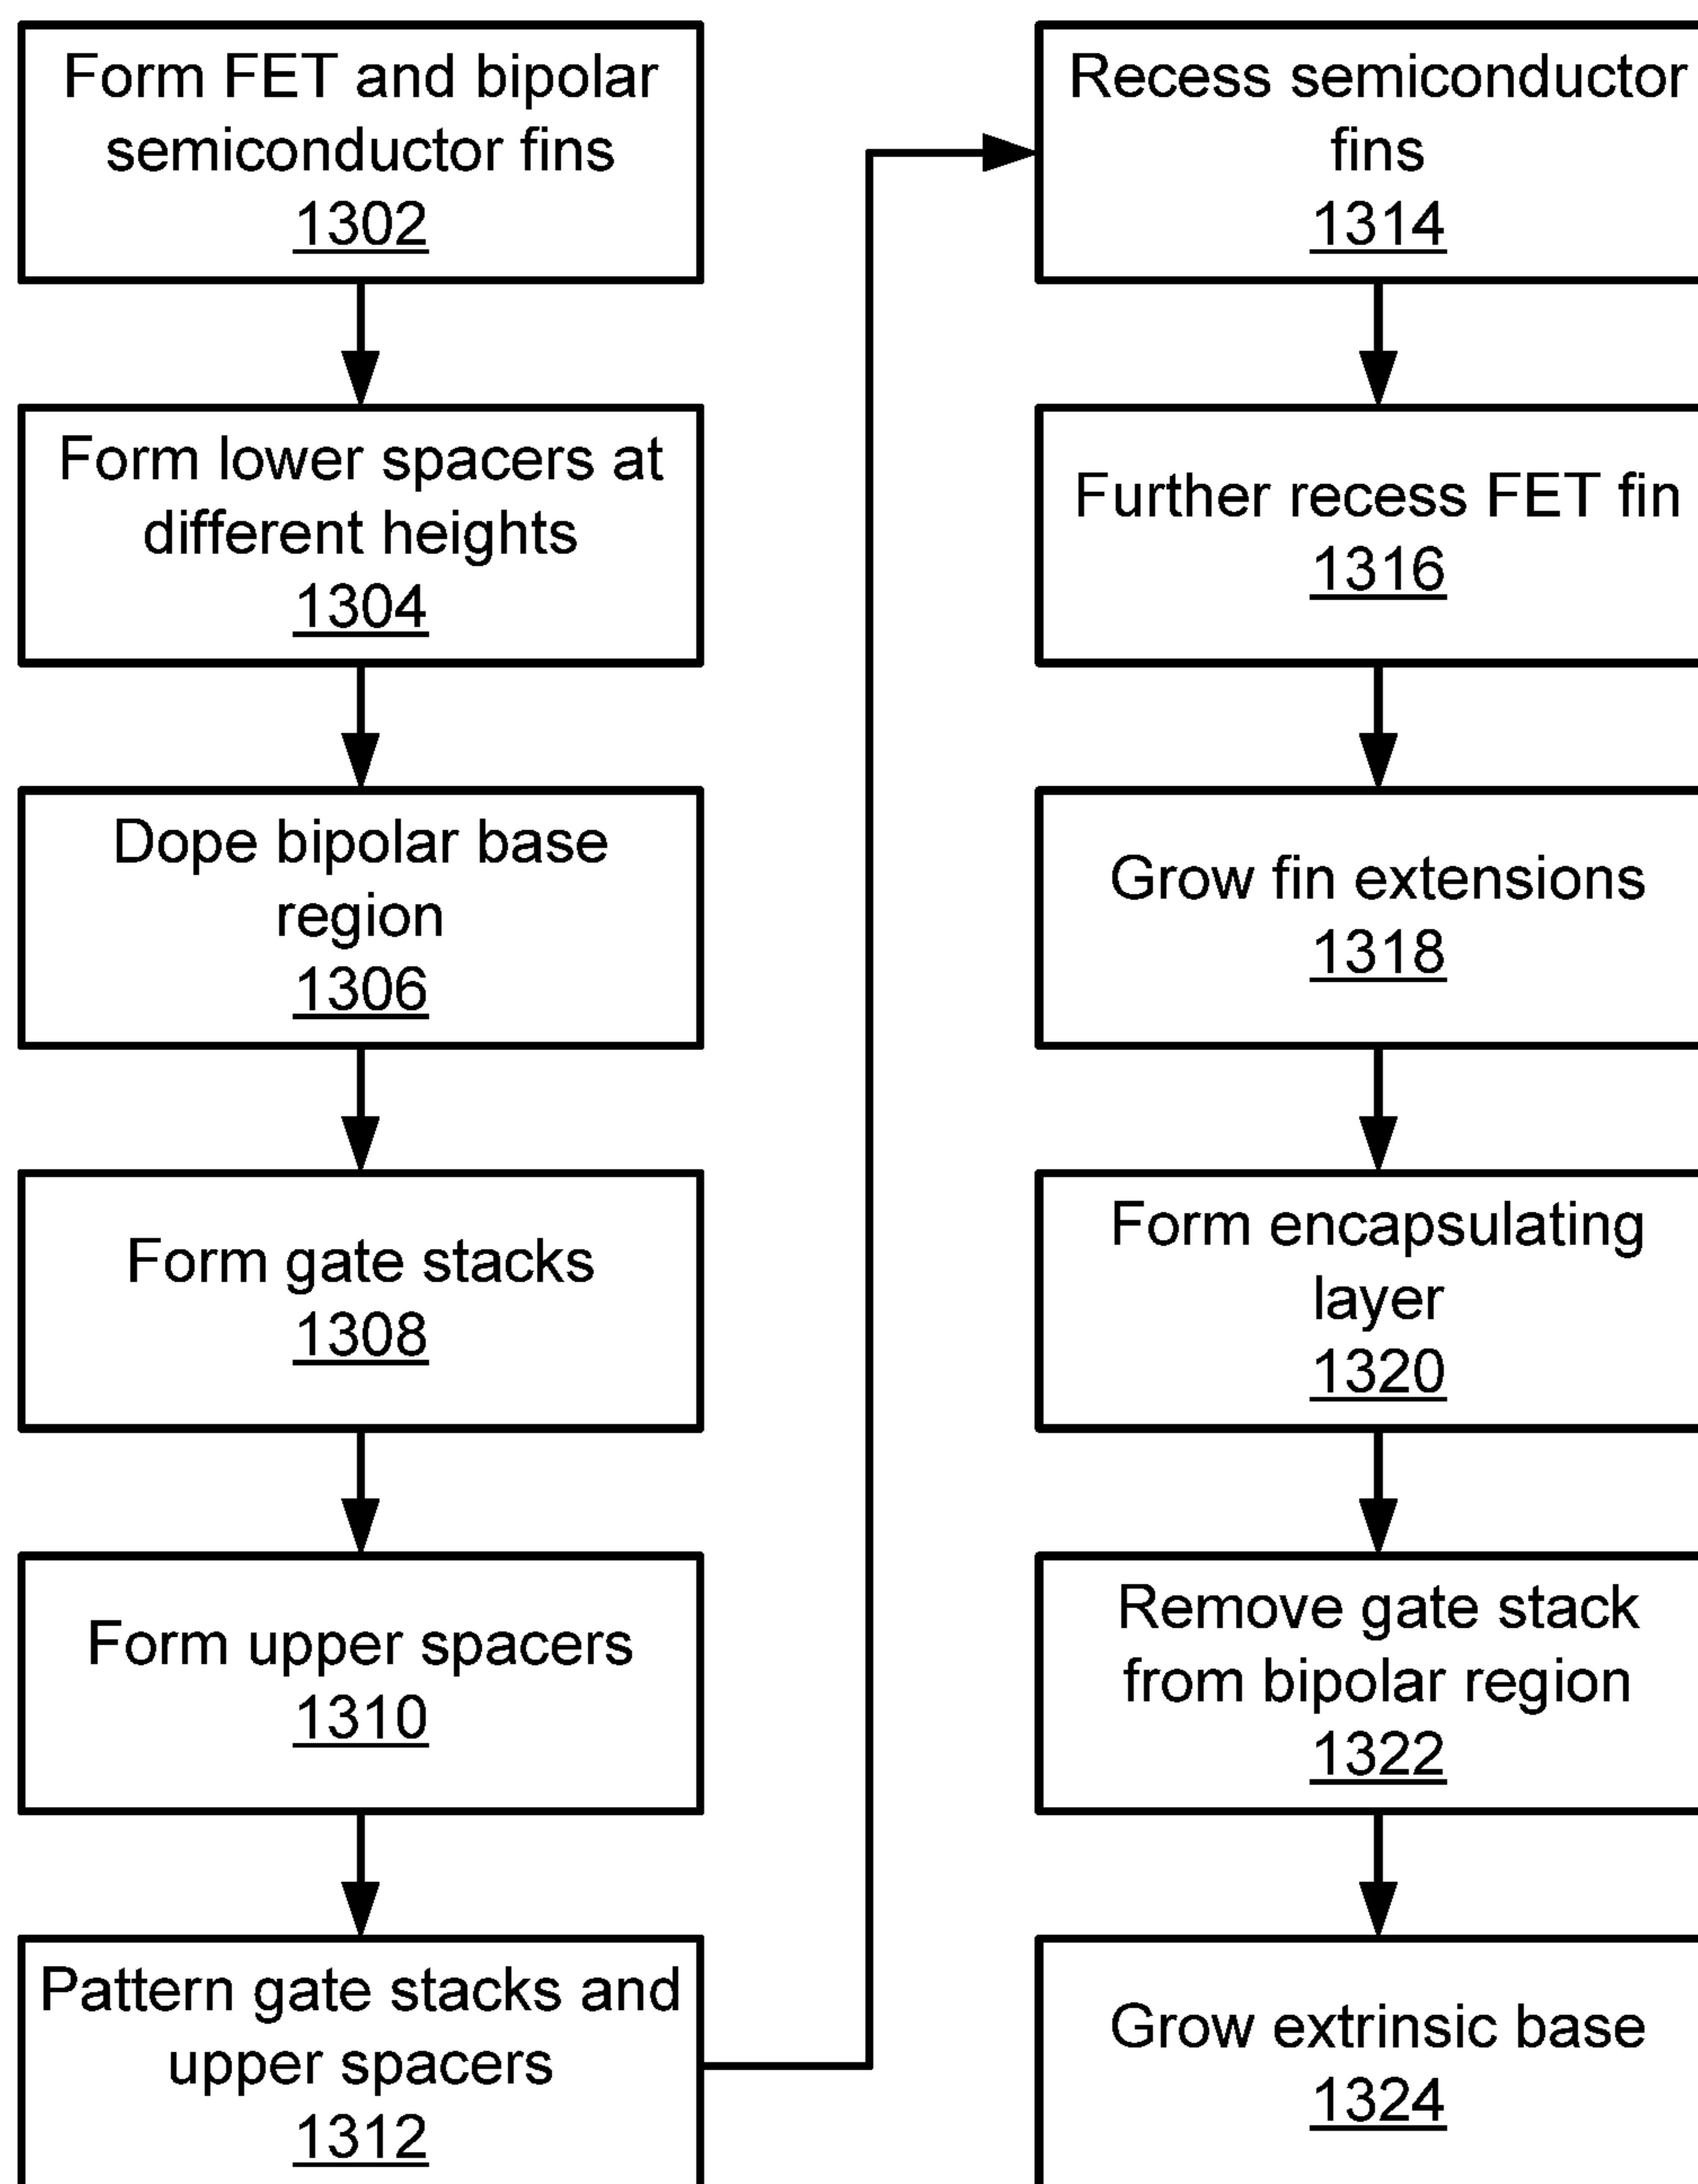 Form FET and bipolar
semiconductor fins
1302
Form lower spacers at
different heights
1304
Dope bipolar base
region
1306
Form gate stacks
1308
Form upper spacers
1310
Pattern gate stacks and
upper spacers
1312
Recess semiconductor
fins
1314
Further recess FET fin
1316
Grow fin extensions
1318
Form encapsulating
layer
1320
Remove gate stack
from bipolar region
1322
Grow extrinsic base
1324